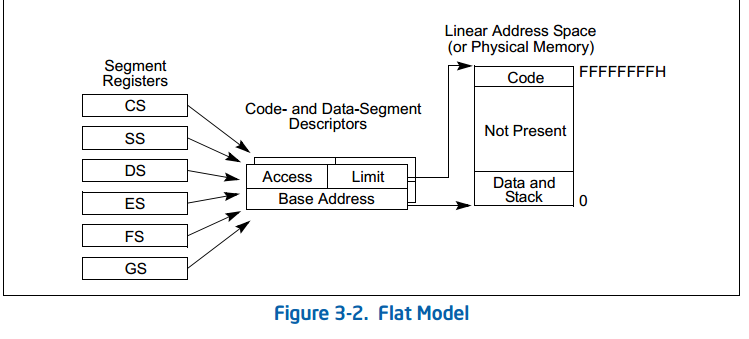 Linear Address Space
(or Physical Memory)
Segment
Registers
CS
SS
DS
ES
FS
GS
Code- and Data-Segment
Descriptors
Access
Limit
Base Address
Code
FFFFFFFFH
Not Present
Data and
Stack
0
Figure 3-2. Flat Model